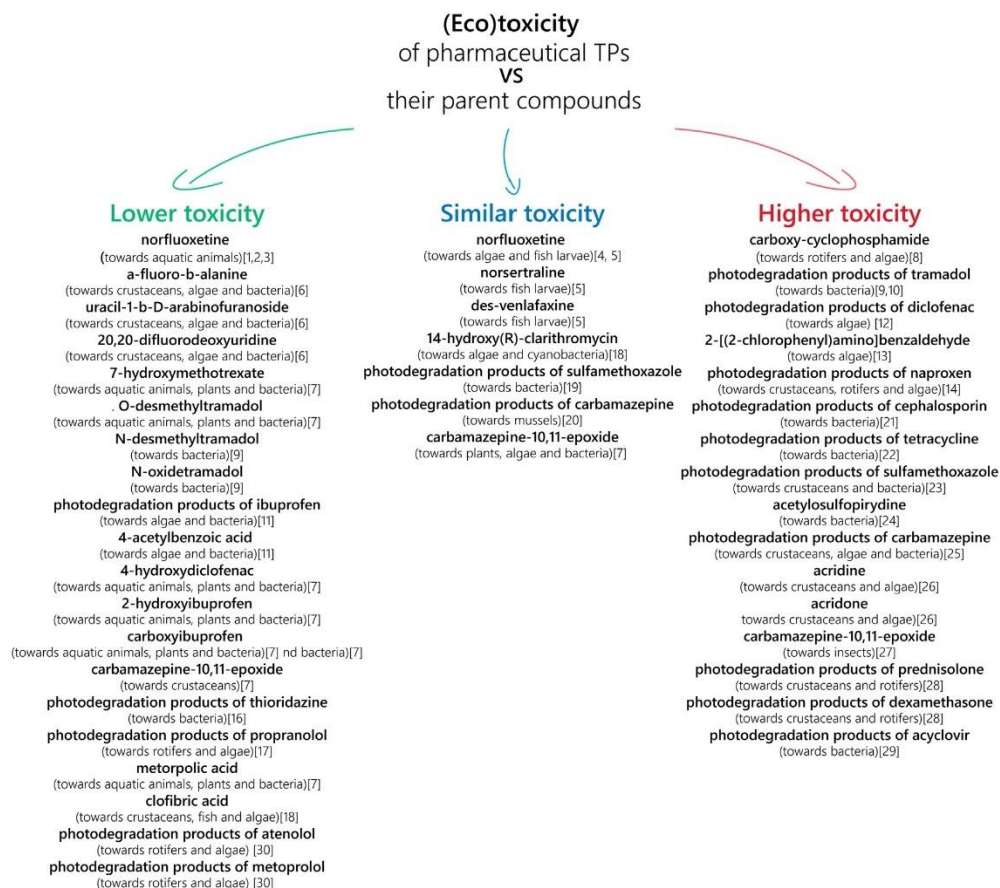 (Eco)toxicity
of pharmaceutical TPs
VS
their parent compounds
Lower toxicity
norfluoxetine
(towards aquatic animals)[1,2,3]
a-fluoro-b-alanine
(towards crustaceans, algae and bacteria)[6]
uracil-1-b-D-arabinofuranoside
(towards crustaceans, algae and bacteria)[6]
20,20-difluorodeoxyuridine
(towards crustaceans, algae and bacteria)[6]
7-hydroxymethotrexate
(towards aquatic animals, plants and bacteria)[7]
. O-desmethyltramadol
(towards aquatic animals, plants and bacteria)[7]
N-desmethyltramadol
(towards bacteria)[9]
N-oxidetramadol
(towards bacteria)[9]
photodegradation products of ibuprofen
(towards algae and bacteria)[11]
4-acetylbenzoic acid
(towards algae and bacteria)[11]
4-hydroxydiclofenac
(towards aquatic animals, plants and bacteria)[7]
2-hydroxyibuprofen
(towards aquatic animals, plants and bacteria)[7]
carboxyibuprofen
(towards aquatic animals, plants and bacteria)[7] nd bacteria)[7]
carbamazepine-10,11-epoxide
(towards crustaceans)[7]
photodegradation products of thioridazine
(towards bacteria)[16]
photodegradation products of propranolol
(towards rotifers and algae)[17]
metorpolic acid
(towards aquatic animals, plants and bacteria)[7]
clofibric acid
(towards crustaceans, fish and algae)[18]
photodegradation products of atenolol
(towards rotifers and algae) [30]
photodegradation products of metoprolol
(towards rotifers and algae) [30]
Similar toxicity
norfluoxetine
(towards algae and fish larvae)[4, 5]
norsertraline
(towards fish larvae)[5]
des-venlafaxine
(towards fish larvae)[5]
14-hydroxy(R)-clarithromycin
(towards algae and cyanobacteria)[18]
photodegradation products of sulfamethoxazole
(towards bacteria)[19]
photodegradation products of carbamazepine
(towards mussels)[20]
carbamazepine-10,11-epoxide
(towards plants, algae and bacteria)[7]
Higher toxicity
carboxy-cyclophosphamide
(towards rotifers and algae)[8]
photodegradation products of tramadol
(towards bacteria)[9,10]
photodegradation products of diclofenac
(towards algae) [12]
2-[(2-chlorophenyl)amino]benzaldehyde
(towards algae)[13]
photodegradation products of naproxen
(towards crustaceans, rotifers and algae)[14]
photodegradation products of cephalosporin
(towards bacteria)[21]
photodegradation products of tetracycline
(towards bacteria)[22]
photodegradation products of sulfamethoxazole
(towards crustaceans and bacteria)[23]
acetylosulfopirydine
(towards bacteria)[24]
photodegradation products of carbamazepine
(towards crustaceans, algae and bacteria)[25]
acridine
(towards crustaceans and algae)[26]
acridone
towards crustaceans and algae)[26]
carbamazepine-10,11-epoxide
(towards insects)[27]
photodegradation products of prednisolone
(towards crustaceans and rotifers)[28]
photodegradation products of dexamethasone
(towards crustaceans and rotifers)[28]
photodegradation products of acyclovir
(towards bacteria)[29]